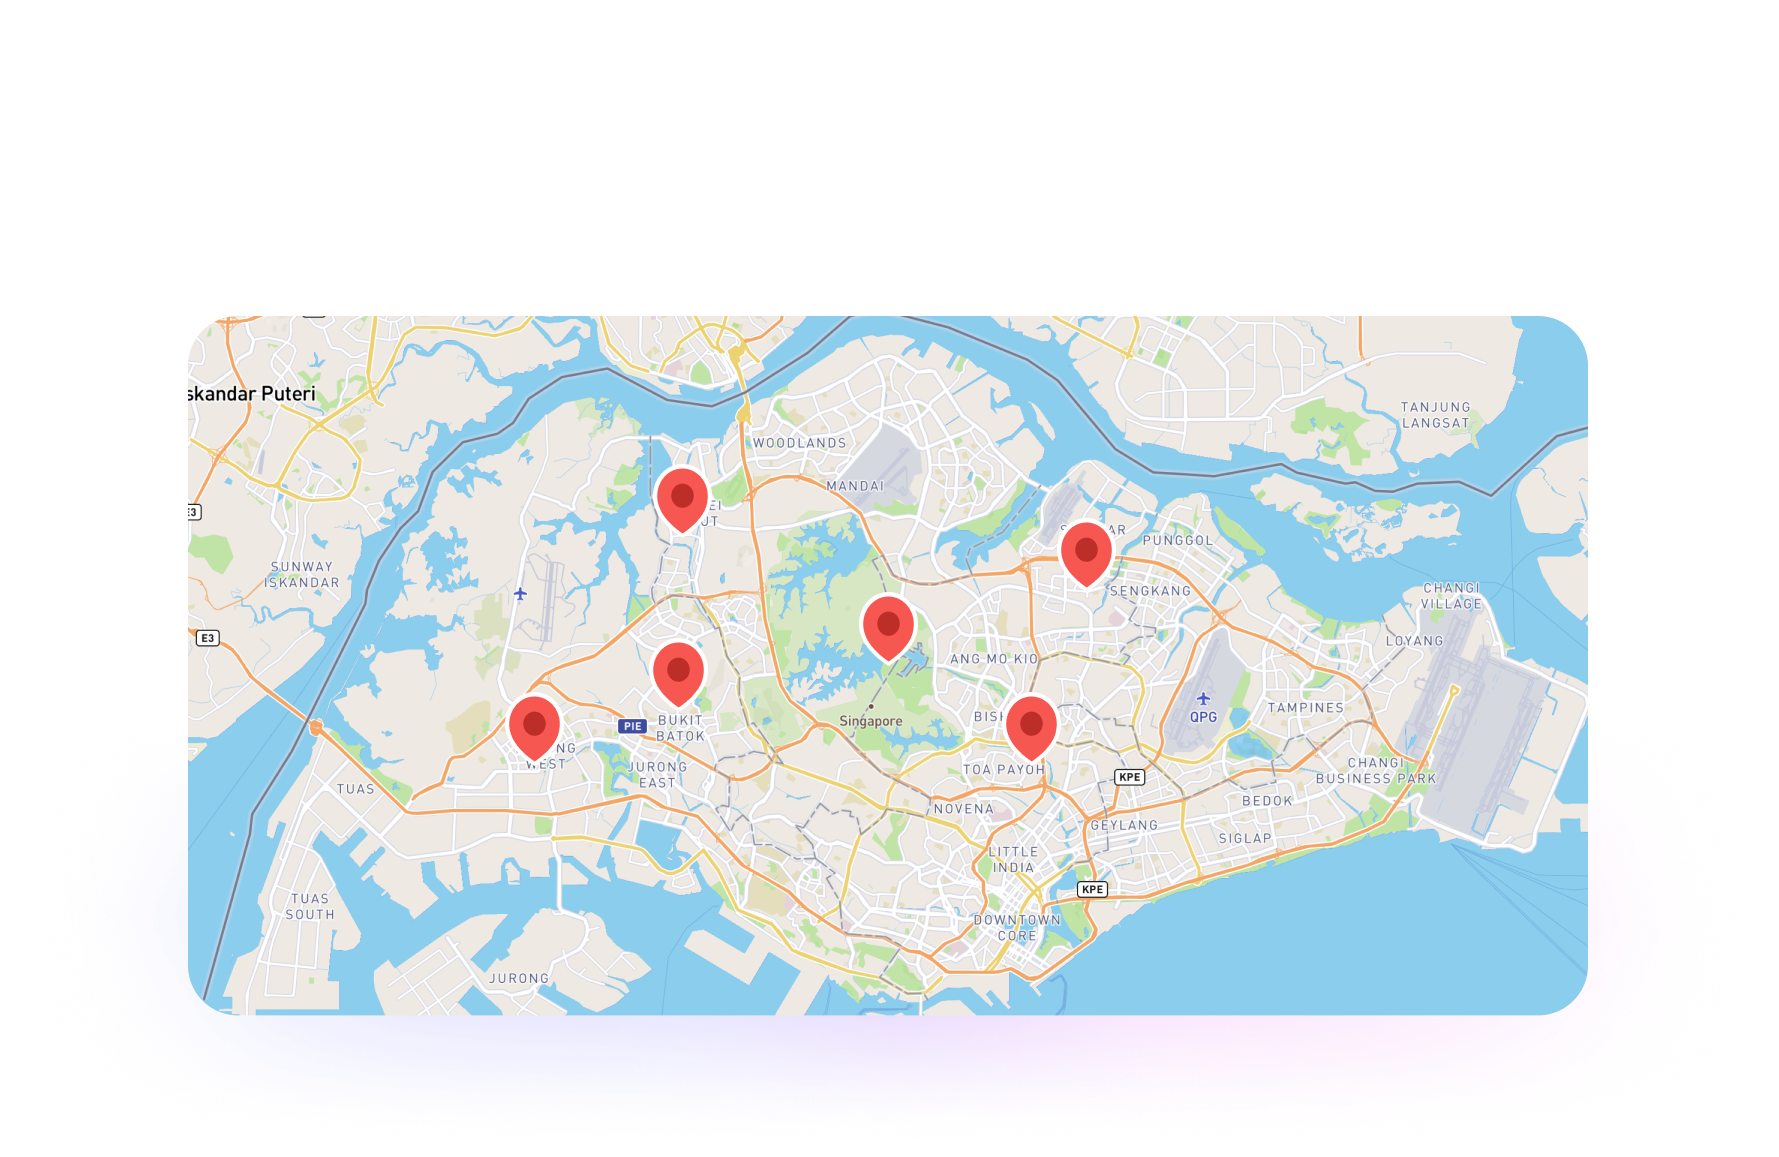 skandar Puteri
TANJUNG
LANGSAT
WOODLANDS
MANDAI
E3
EI
UT
AR
PUNGGOL
SUNWAY
ISKANDAR
CHANGI
VILLAGE
SENGKANG
E3
LOYANG
ANG MO KIO
TAMPINES
QPG
Singapore
BISH
BUKIT
BATOK
PIE
NG
WEST
JURONG
EAST
TOA PAYOH
KPE
CHANGI
BUSINESS PARK
TUAS
BEDOK
NOVENA
GEYLANG
SIGLAP
LITTLE
INDIA
KPE
TUAS
SOUTH
DOWNTOWN
CORE
JURONG